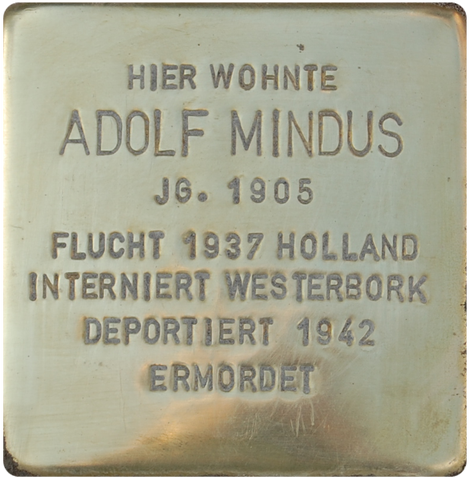 HIER WOHNTE
ADOLF MINDUS
JG. 1905
FLUCHT 1937 HOLLAND
INTERNIERT WESTERBORK
DEPORTIERT 1942
ERMORDET